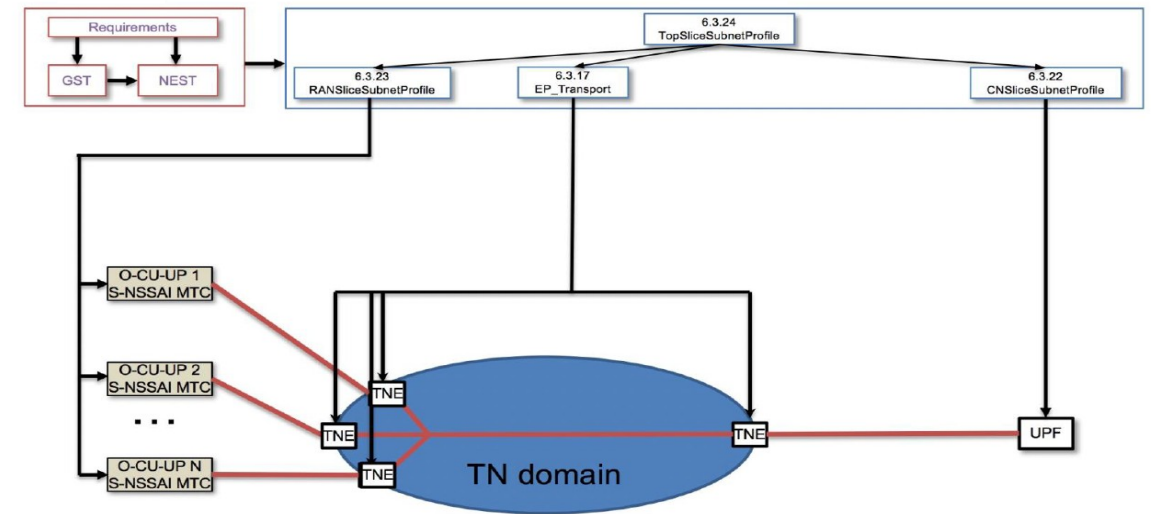 Requirements
GST
NEST
6.3.24
TopSliceSubnetProfile
6.3.23
RANSliceSubnetProfile
6.3.17
EP_Transport
6.3.22
CNSliceSubnetProfile
O-CU-UP 1
S-NSSAI MTC
O-CU-UP 2
S-NSSAI MTC
. . .
O-CU-UP N
S-NSSAI MTC
TNE
TNE
TNE
TNE
UPF
TN domain